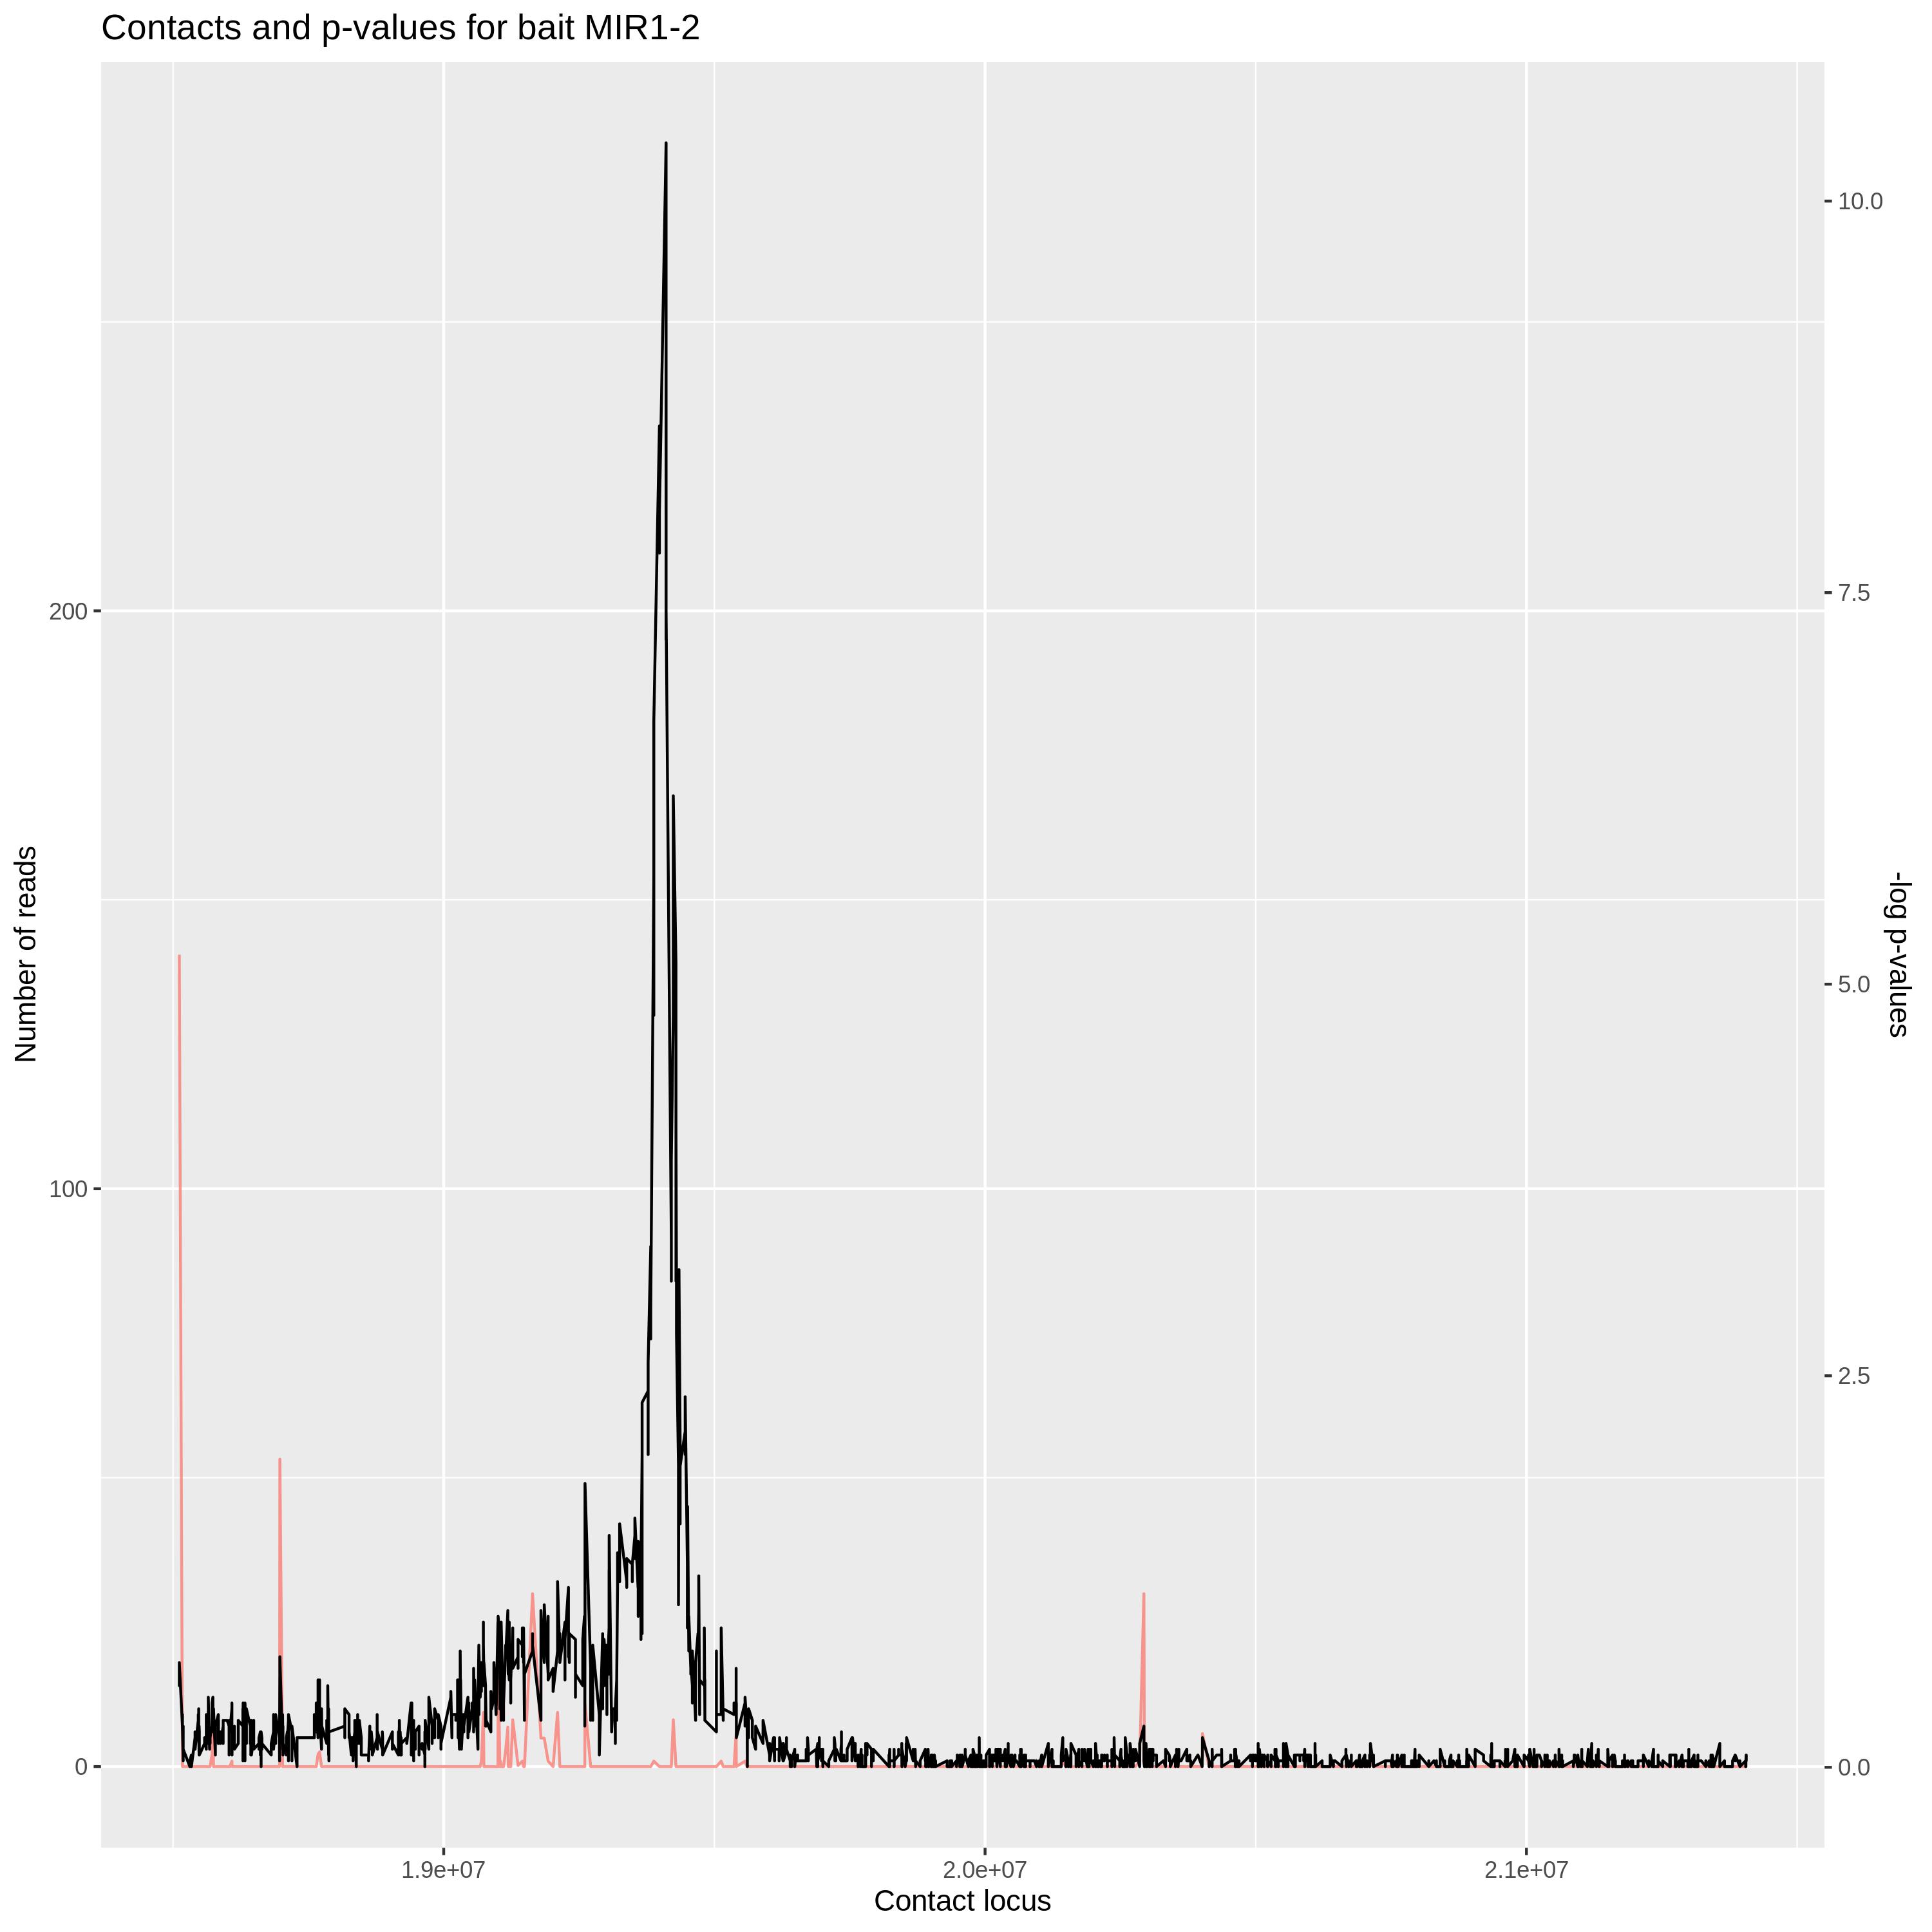 Contacts and p-values for bait MIR1-2
Number of reads
200
100
0
10.0
7.5
5.0
2.5
0.0
-log p-values
1.9e+07
2.0e+07
2.1e+07
Contact locus